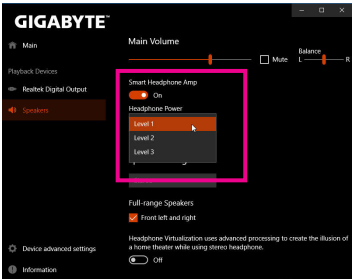 GIGABYTE™
Main
Main Volume
Mute
Balance
L
R
Playback Devices
Realtek Digital Output
Speakers
Smart Headphone Amp
On
Headphone Power
Level 1
Level 2
Level 3
Full-range Speakers
Front left and right
Headphone Virtualization uses advanced processing to create the illusion of
a home theater while using stereo headphone.
Off
Device advanced settings
Information